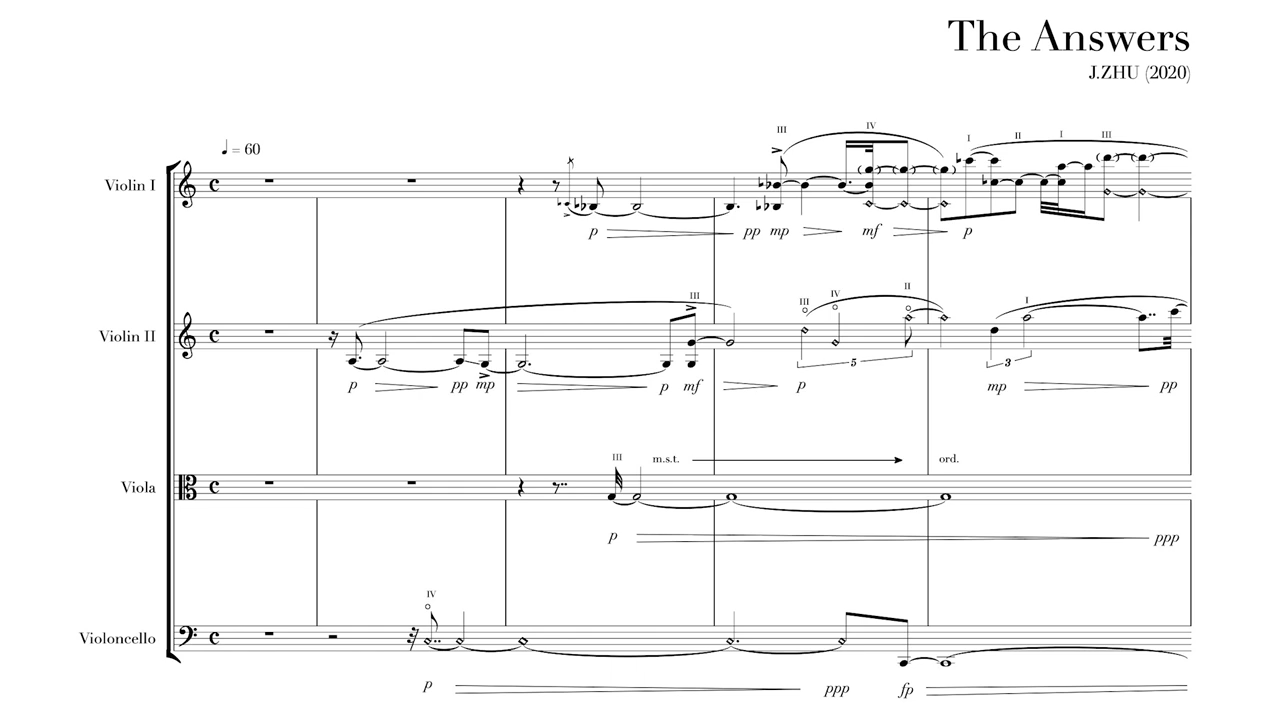 The Answers
J.ZHU (2020)
♩ = 60
III IV I II I III
Violin I
p pp mp mf p
III III IV II I
Violin II
5 3
p pp mp p mf p mp pp
III m.s.t. ord.
Viola
p ppp
IV
Violoncello
p ppp fp